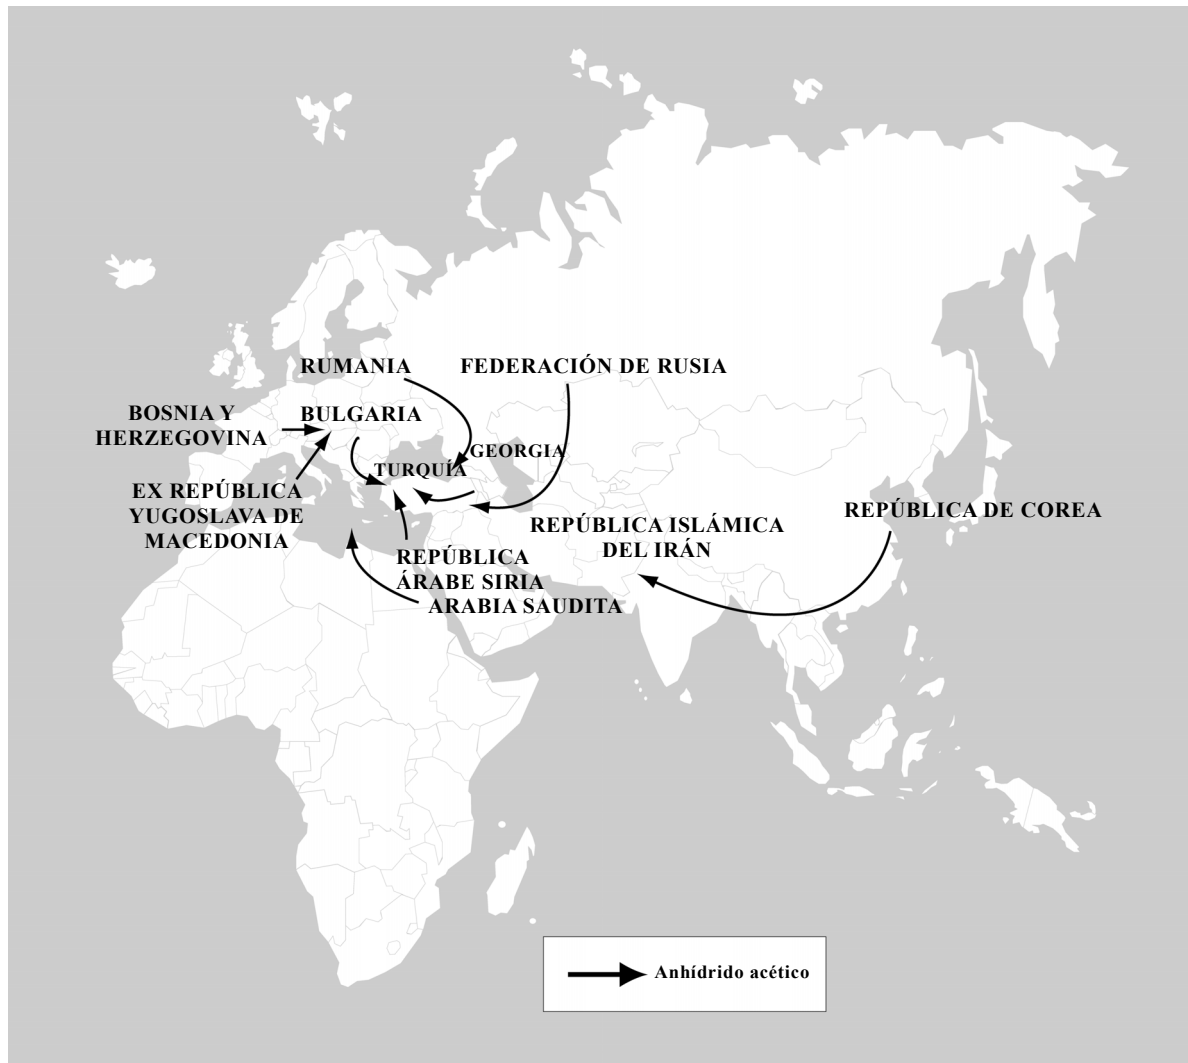 RUMANIA
FEDERACIÓN DE RUSIA
BOSNIA Y
HERZEGOVINA
BULGARIA
GEORGIA
TURQUÍA
EX REPÚBLICA
YUGOSLAVA DE
MACEDONIA
REPÚBLICA ISLÁMICA
DEL IRÁN
REPÚBLICA DE COREA
REPÚBLICA
ÁRABE SIRIA
ARABIA SAUDITA
Anhídrido acético